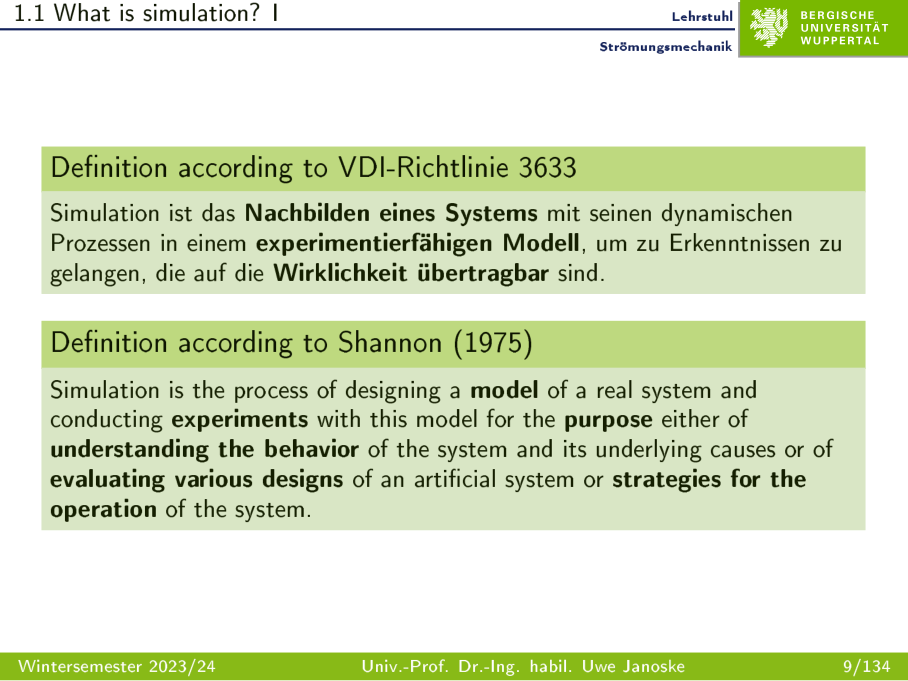 1.1 What is simulation? I
Lehrstuhl
Strömungsmechanik
BERGISCHE
UNIVERSITÄT
WUPPERTAL
Definition according to VDI-Richtlinie 3633
Simulation ist das Nachbilden eines Systems mit seinen dynamischen
Prozessen in einem experimentierfähigen Modell, um zu Erkenntnissen zu
gelangen, die auf die Wirklichkeit übertragbar sind.
Definition according to Shannon (1975)
Simulation is the process of designing a model of a real system and
conducting experiments with this model for the purpose either of
understanding the behavior of the system and its underlying causes or of
evaluating various designs of an artificial system or strategies for the
operation of the system.
Wintersemester 2023/24
Univ.-Prof. Dr.-Ing. habil. Uwe Janoske
9/134